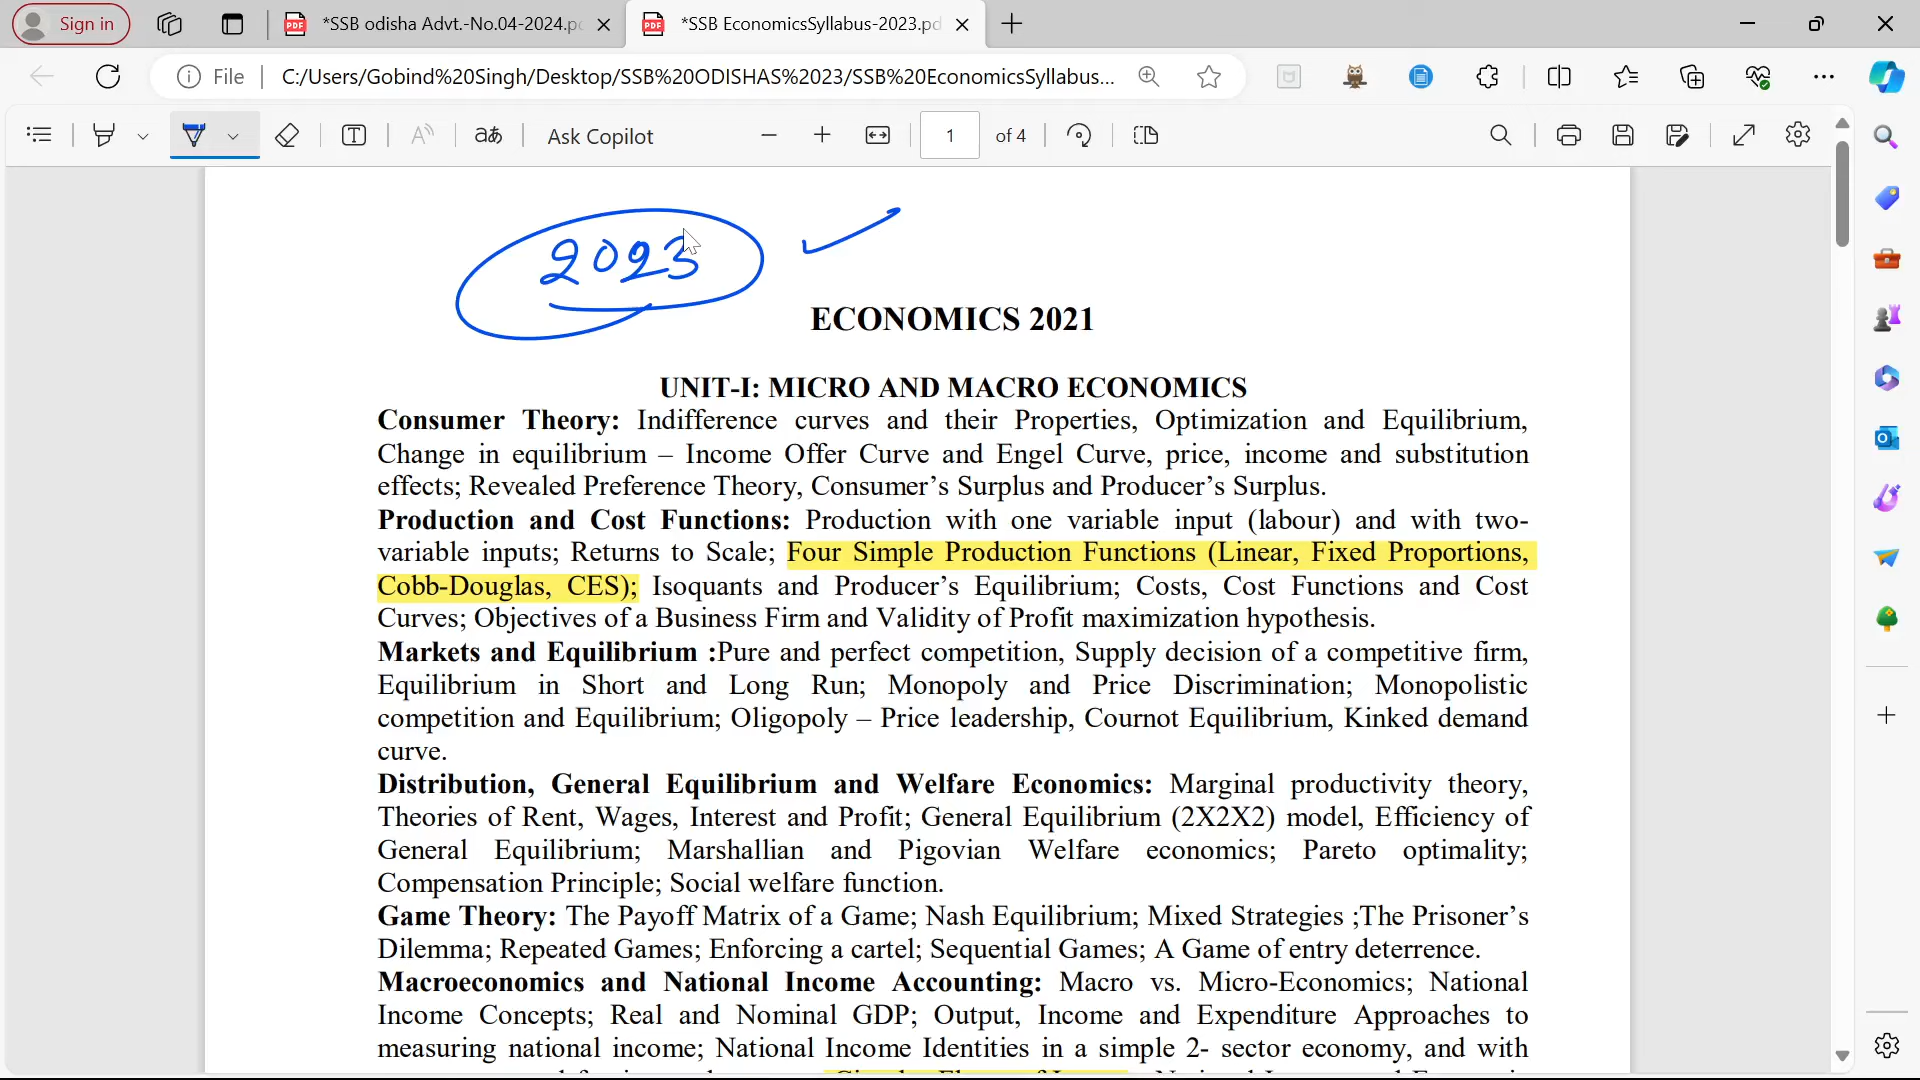 Sign in
*SSB odisha Advt.-No.04-2024.pc
*SSB EconomicsSyllabus-2023.pd
File
C:/Users/Gobind%20Singh/Desktop/SSB%20ODISHAS%2023/SSB%20EconomicsSyllabus...
aあ
Ask Copilot
1 of 4
2023
ECONOMICS 2021
UNIT-I: MICRO AND MACRO ECONOMICS
Consumer Theory: Indifference curves and their Properties, Optimization and Equilibrium,
Change in equilibrium – Income Offer Curve and Engel Curve, price, income and substitution
effects; Revealed Preference Theory, Consumer’s Surplus and Producer’s Surplus.
Production and Cost Functions: Production with one variable input (labour) and with two-
variable inputs; Returns to Scale; Four Simple Production Functions (Linear, Fixed Proportions,
Cobb-Douglas, CES); Isoquants and Producer’s Equilibrium; Costs, Cost Functions and Cost
Curves; Objectives of a Business Firm and Validity of Profit maximization hypothesis.
Markets and Equilibrium :Pure and perfect competition, Supply decision of a competitive firm,
Equilibrium in Short and Long Run; Monopoly and Price Discrimination; Monopolistic
competition and Equilibrium; Oligopoly – Price leadership, Cournot Equilibrium, Kinked demand
curve.
Distribution, General Equilibrium and Welfare Economics: Marginal productivity theory,
Theories of Rent, Wages, Interest and Profit; General Equilibrium (2X2X2) model, Efficiency of
General Equilibrium; Marshallian and Pigovian Welfare economics; Pareto optimality;
Compensation Principle; Social welfare function.
Game Theory: The Payoff Matrix of a Game; Nash Equilibrium; Mixed Strategies ;The Prisoner’s
Dilemma; Repeated Games; Enforcing a cartel; Sequential Games; A Game of entry deterrence.
Macroeconomics and National Income Accounting: Macro vs. Micro-Economics; National
Income Concepts; Real and Nominal GDP; Output, Income and Expenditure Approaches to
measuring national income; National Income Identities in a simple 2- sector economy, and with